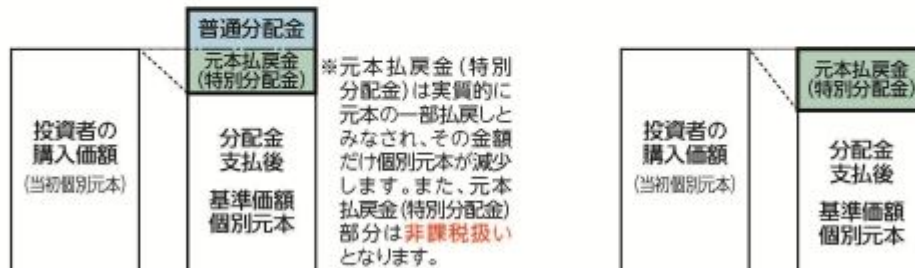 普通分配金
元本払戻金
(特別分配金)
投資者の
購入価額
(当初個別元本)
分配金
支払後
基準価額
個別元本
※元本払戻金(特別
分配金)は実質的に
元本の一部払戻しと
みなされ、その金額
だけ個別元本が減少
します。また、元本
払戻金(特別分配金)
部分は非課税扱い
となります。
投資者の
購入価額
(当初個別元本)
元本払戻金
(特別分配金)
分配金
支払後
基準価額
個別元本